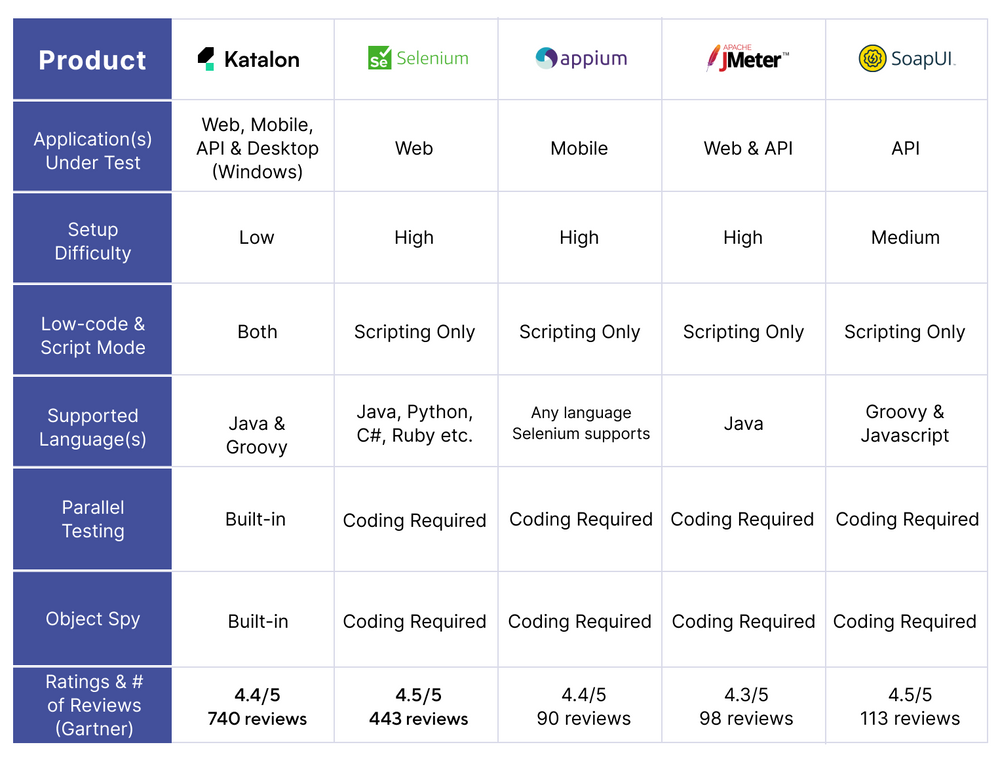 Product
Katalon
Se
Selenium
appium
APACHE
JMeter™
SoapUI.
Application(s)
Under Test
Web, Mobile,
API & Desktop
(Windows)
Web
Mobile
Web & API
API
Setup
Difficulty
Low
High
High
High
Medium
Low-code &
Script Mode
Both
Scripting Only
Scripting Only
Scripting Only
Scripting Only
Supported
Language(s)
Java &
Groovy
Java, Python,
C#, Ruby etc.
Any language
Selenium supports
Java
Groovy &
Javascript
Parallel
Testing
Built-in
Coding Required
Coding Required
Coding Required
Coding Required
Object Spy
Built-in
Coding Required
Coding Required
Coding Required
Coding Required
Ratings & #
of Reviews
(Gartner)
4.4/5
740 reviews
4.5/5
443 reviews
4.4/5
90 reviews
4.3/5
98 reviews
4.5/5
113 reviews